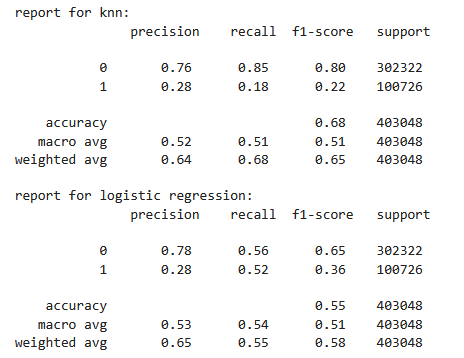 report for knn:
precision recall f1-score support
0 0.76 0.85 0.80 302322
1 0.28 0.18 0.22 100726
accuracy 0.68 403048
macro avg 0.52 0.51 0.51 403048
weighted avg 0.64 0.68 0.65 403048
report for logistic regression:
precision recall f1-score support
0 0.78 0.56 0.65 302322
1 0.28 0.52 0.36 100726
accuracy 0.55 403048
macro avg 0.53 0.54 0.51 403048
weighted avg 0.65 0.55 0.58 403048